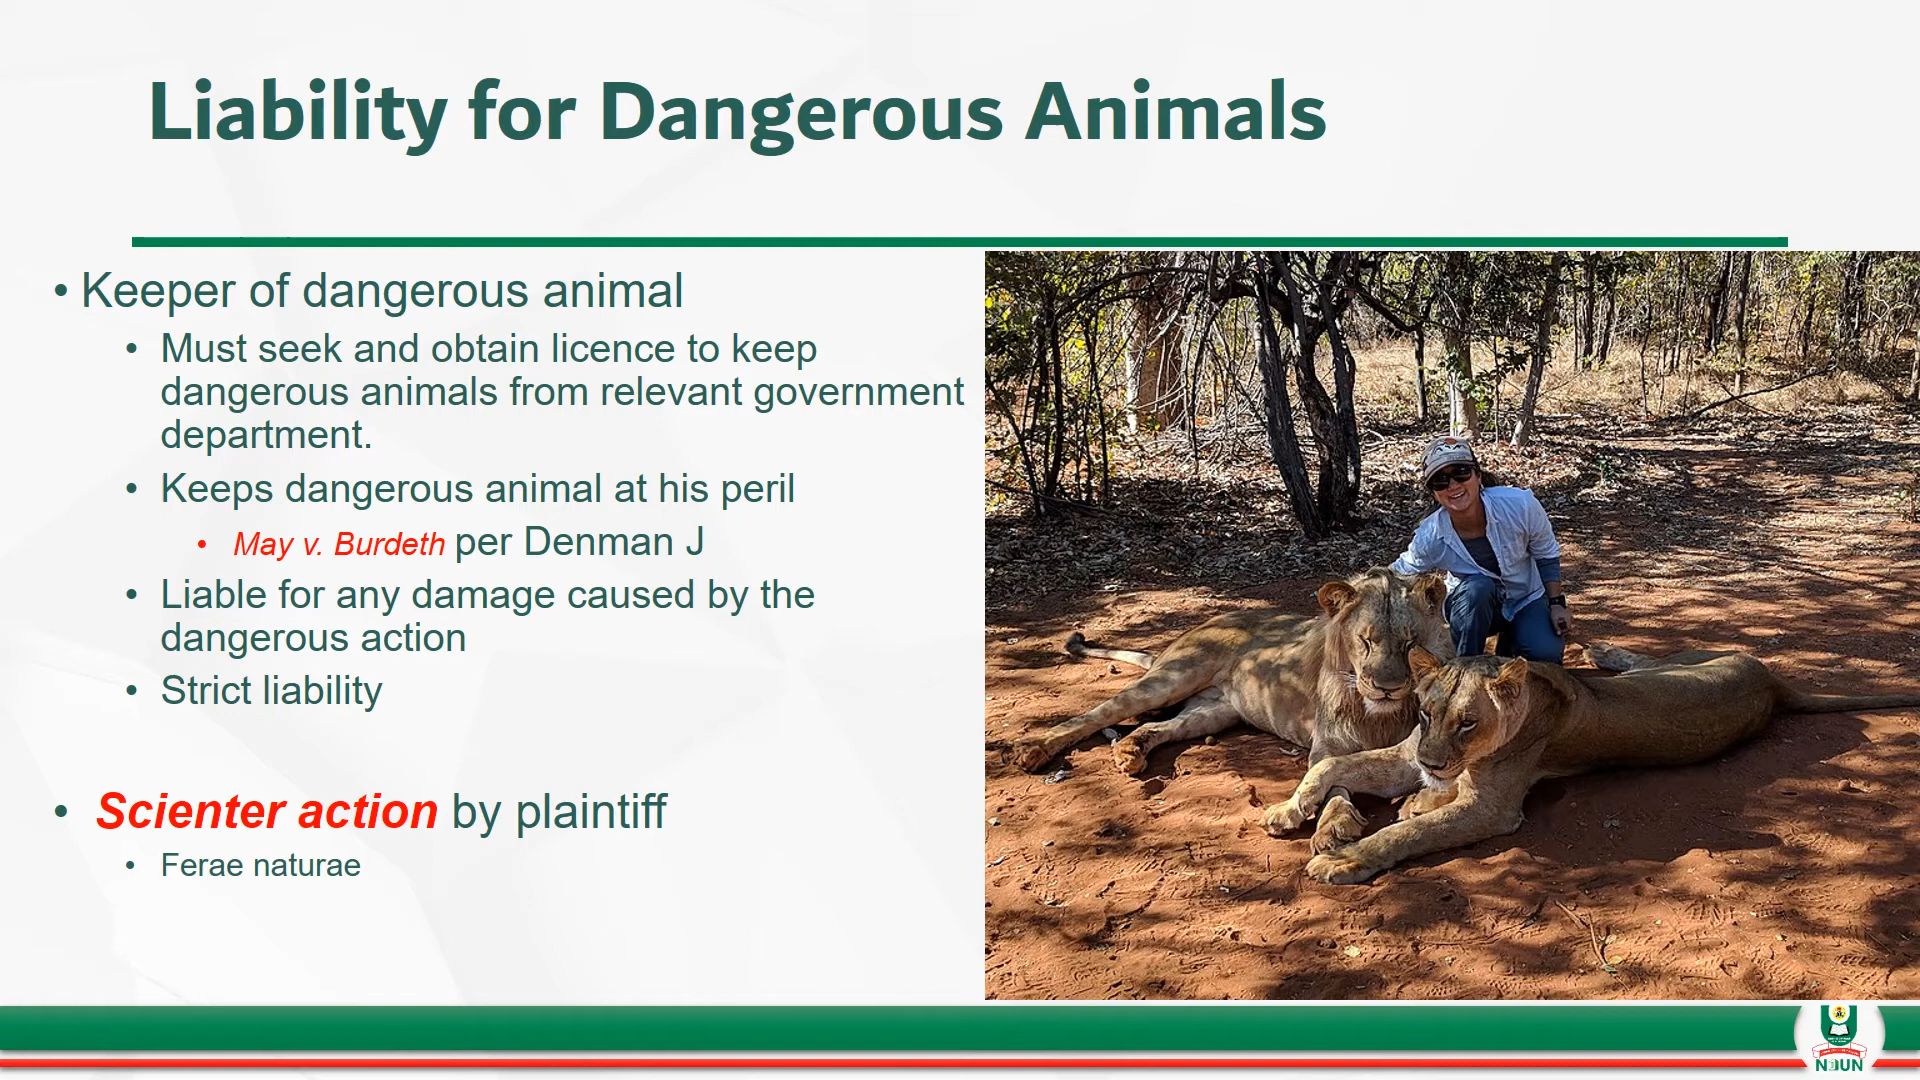 Liability for Dangerous Animals
• Keeper of dangerous animal
• Must seek and obtain licence to keep
dangerous animals from relevant government
department.
• Keeps dangerous animal at his peril
• May v. Burdeth per Denman J
• Liable for any damage caused by the
dangerous action
• Strict liability
• Scienter action by plaintiff
• Ferae naturae
NOUN